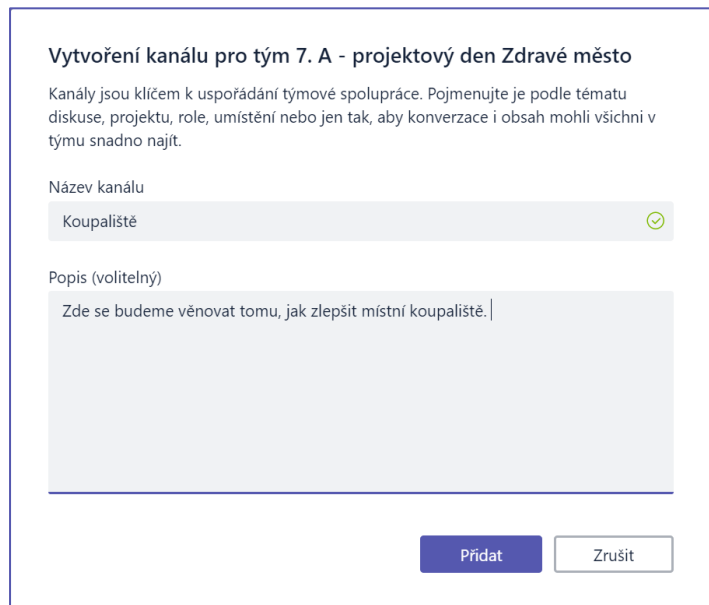 Vytvoření kanálu pro tým 7. A - projektový den Zdravé město
Kanály jsou klíčem k uspořádání týmové spolupráce. Pojmenujte je podle tématu
diskuse, projektu, role, umístění nebo jen tak, aby konverzace i obsah mohli všichni v
týmu snadno najít.
Název kanálu
Koupaliště
Popis (volitelný)
Zde se budeme věnovat tomu, jak zlepšit místní koupaliště.
Přidat
Zrušit